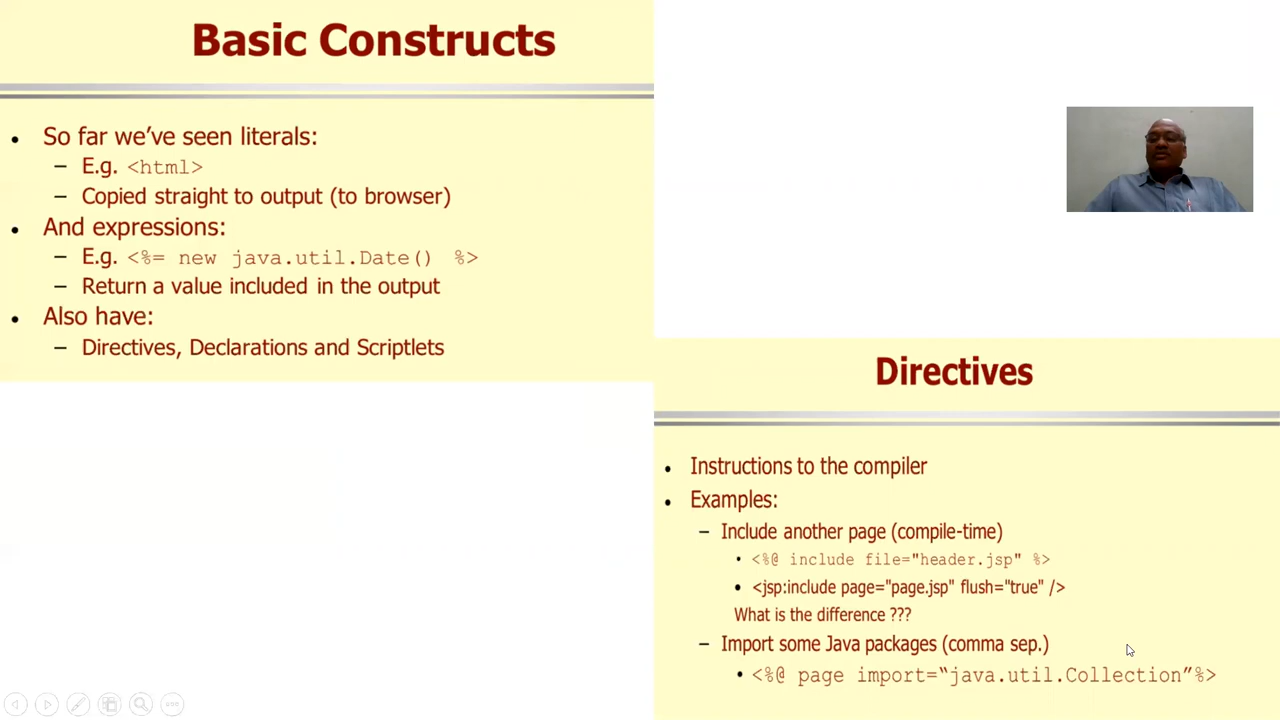 Basic Constructs
• So far we’ve seen literals:
– E.g. <html>
– Copied straight to output (to browser)
• And expressions:
– E.g. <%= new java.util.Date() %>
– Return a value included in the output
• Also have:
– Directives, Declarations and Scriptlets
Directives
• Instructions to the compiler
• Examples:
– Include another page (compile-time)
• <%@ include file="header.jsp" %>
• <jsp:include page="page.jsp" flush="true" />
What is the difference ???
– Import some Java packages (comma sep.)
• <%@ page import=“java.util.Collection”%>